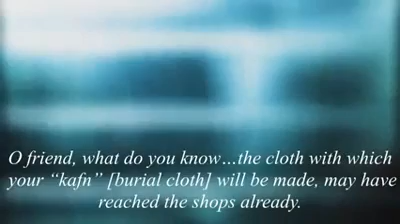 O friend, what do you know…the cloth with which
your “kafn” [burial cloth] will be made, may have
reached the shops already.